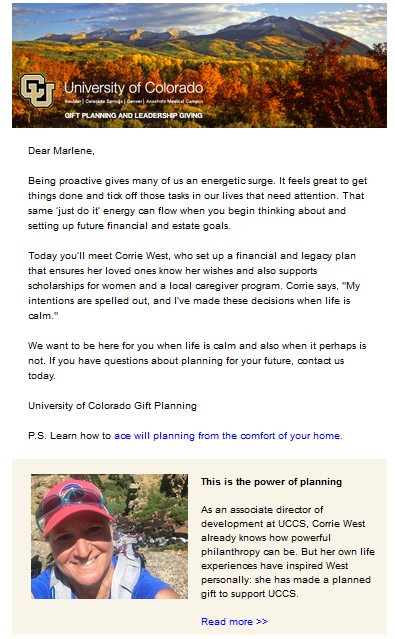 CU
University of Colorado
Boulder | Colorado Springs | Denver | Anschutz Medical Campus
GIFT PLANNING AND LEADERSHIP GIVING
Dear Marlene,
Being proactive gives many of us an energetic surge. It feels great to get
things done and tick off those tasks in our lives that need attention. That
same 'just do it' energy can flow when you begin thinking about and
setting up future financial and estate goals.
Today you'll meet Corrie West, who set up a financial and legacy plan
that ensures her loved ones know her wishes and also supports
scholarships for women and a local caregiver program. Corrie says, "My
intentions are spelled out, and I've made these decisions when life is
calm."
We want to be here for you when life is calm and also when it perhaps is
not. If you have questions about planning for your future, contact us
today.
University of Colorado Gift Planning
P.S. Learn how to ace will planning from the comfort of your home.
This is the power of planning
As an associate director of
development at UCCS, Corrie West
already knows how powerful
philanthropy can be. But her own life
experiences have inspired West
personally: she has made a planned
gift to support UCCS.
Read more >>